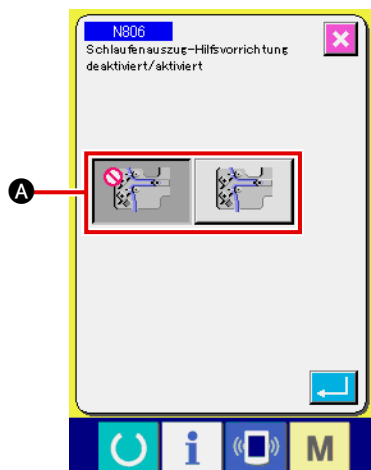 N806
Schlaufenauszug-Hilfsvorrichtung
deaktiviert/aktiviert
A
i
M